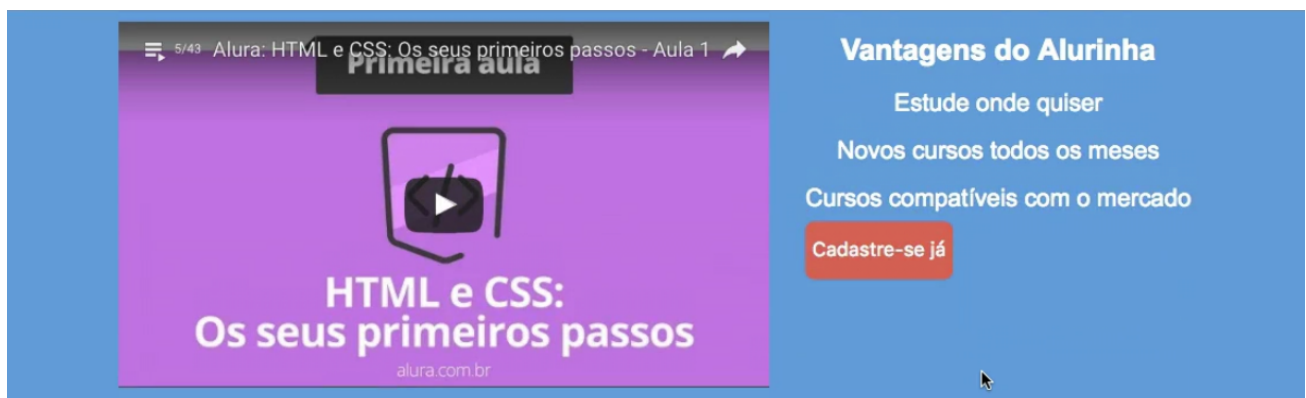 5/43 Alura: HTML e CSS: Os seus primeiros passos - Aula 1
Primeira aula
</>
HTML e CSS:
Os seus primeiros passos
alura.com.br
Vantagens do Alurinha
Estude onde quiser
Novos cursos todos os meses
Cursos compatíveis com o mercado
Cadastre-se já